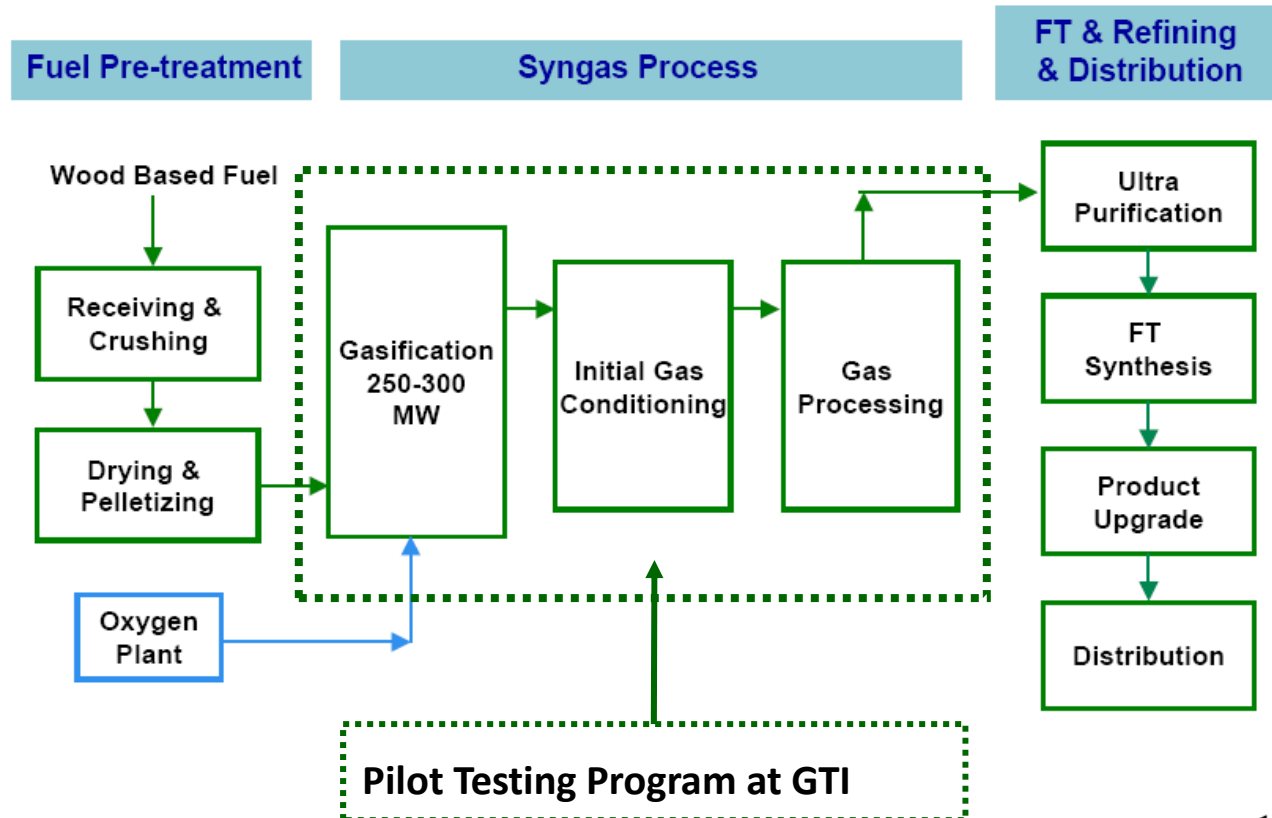 Fuel Pre-treatment
Syngas Process
FT & Refining
& Distribution
Wood Based Fuel
Receiving &
Crushing
Drying &
Pelletizing
Oxygen
Plant
Gasification
250-300
MW
Initial Gas
Conditioning
Gas
Processing
Ultra
Purification
FT
Synthesis
Product
Upgrade
Distribution
Pilot Testing Program at GTI